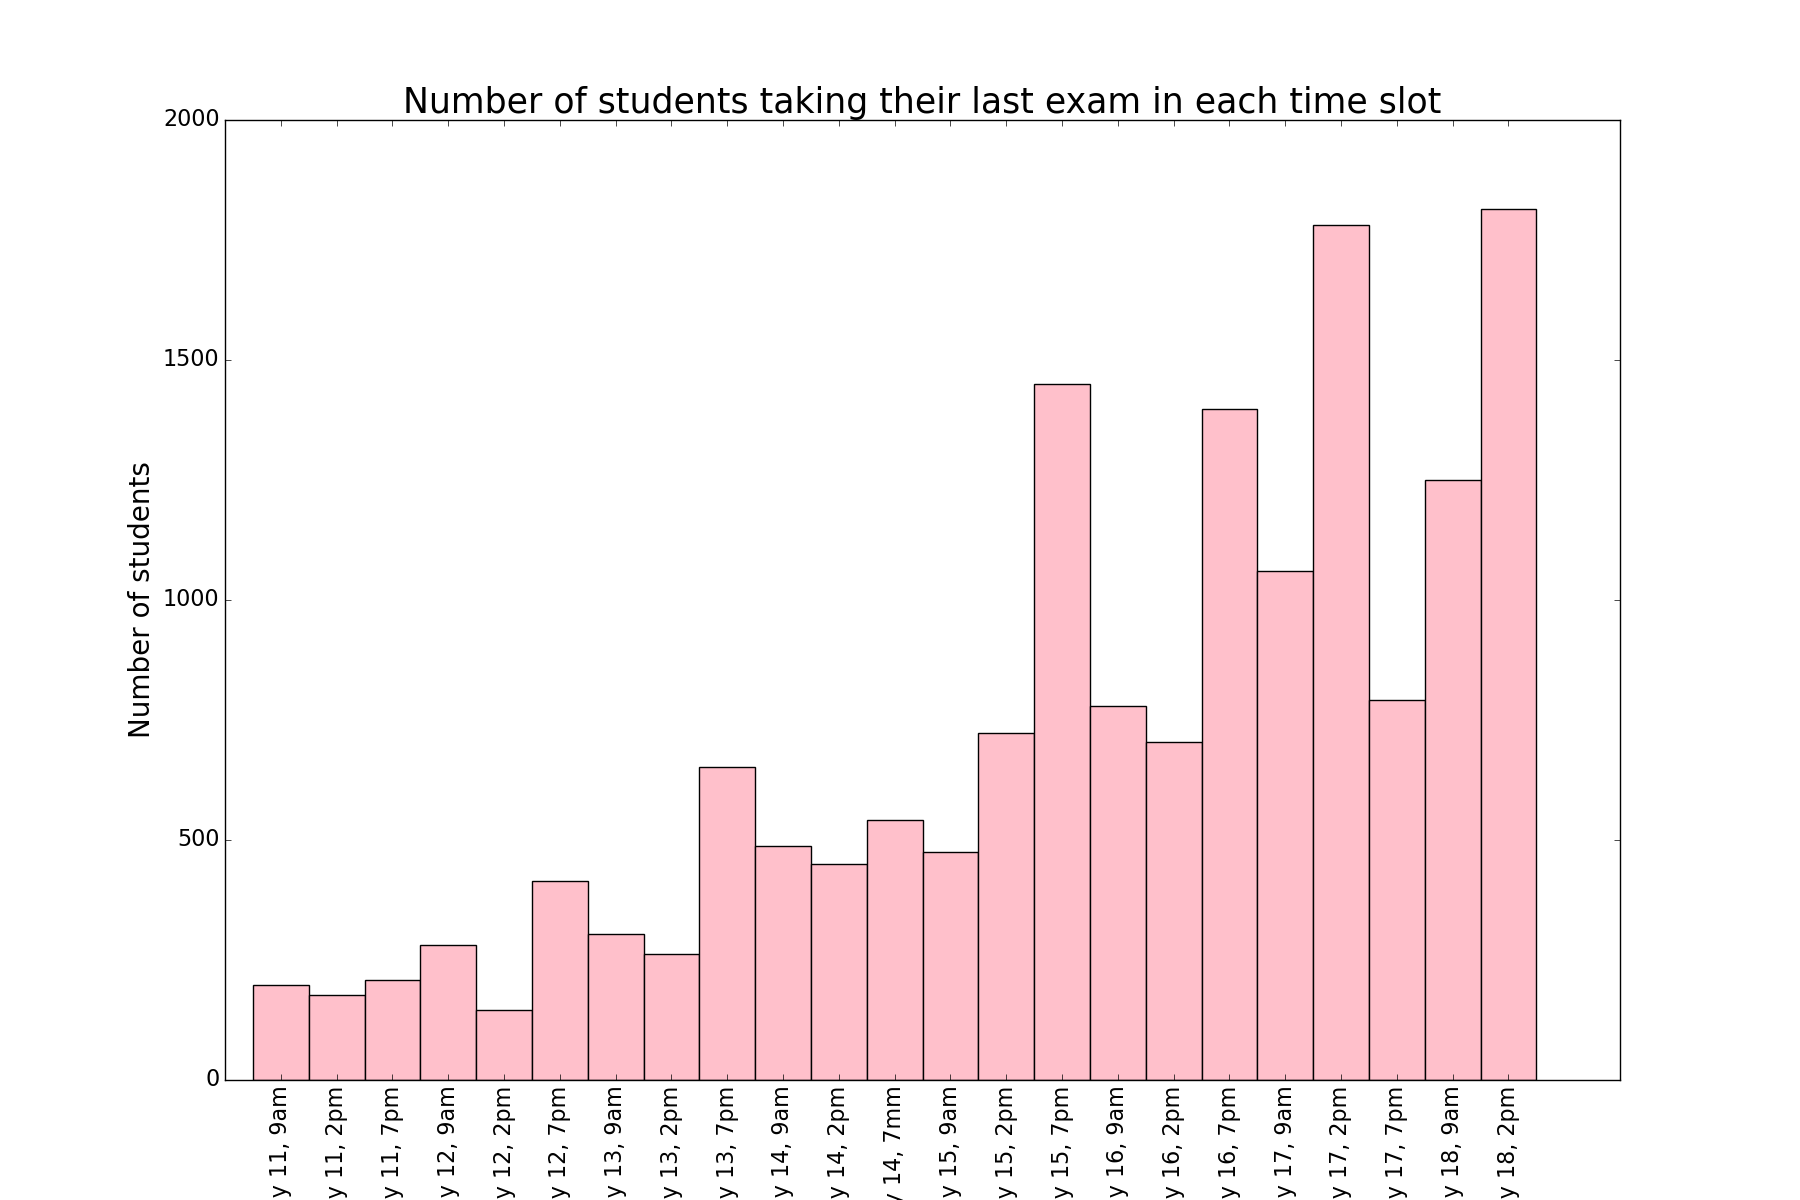 Number of students taking their last exam in each time slot
2000
1500
1000
500
0
Number of students
y 11, 9am
y 11, 2pm
y 11, 7pm
y 12, 9am
y 12, 2pm
y 12, 7pm
y 13, 9am
y 13, 2pm
y 13, 7pm
y 14, 9am
y 14, 2pm
y 14, 7mm
y 15, 9am
y 15, 2pm
y 15, 7pm
y 16, 9am
y 16, 2pm
y 16, 7pm
y 17, 9am
y 17, 2pm
y 17, 7pm
y 18, 9am
y 18, 2pm